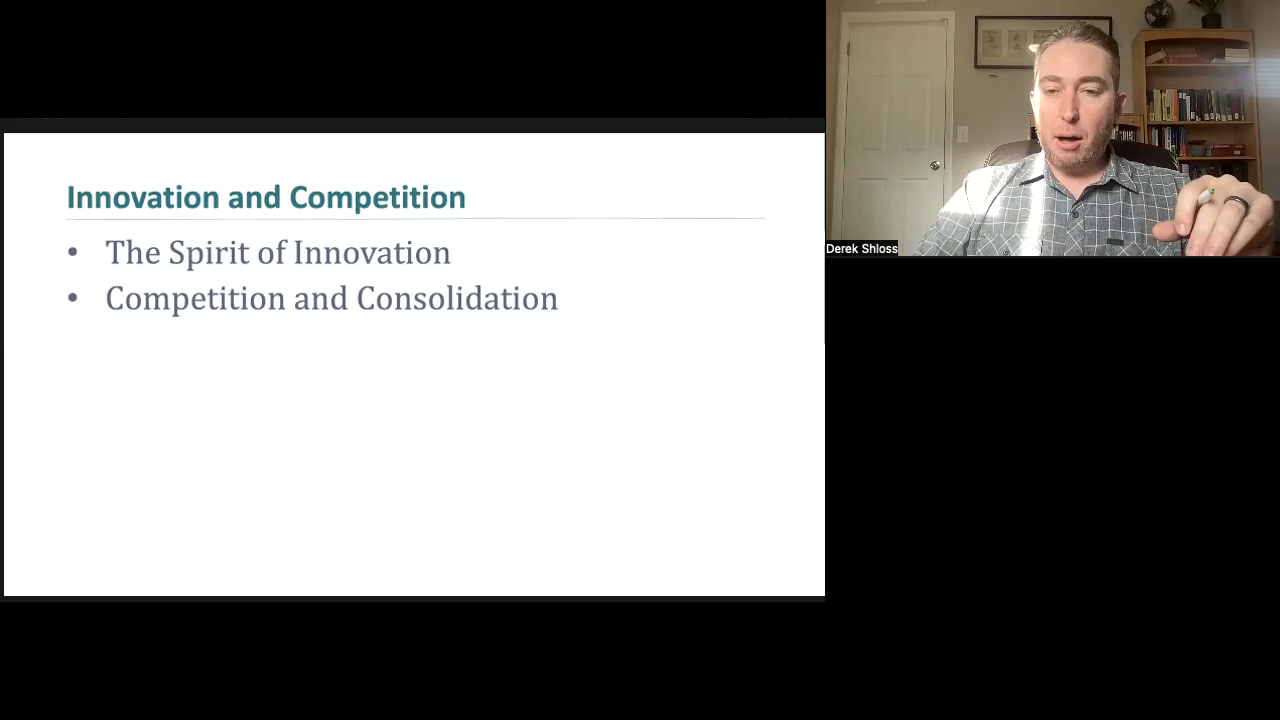 Innovation and Competition
• The Spirit of Innovation
• Competition and Consolidation
Derek Shloss